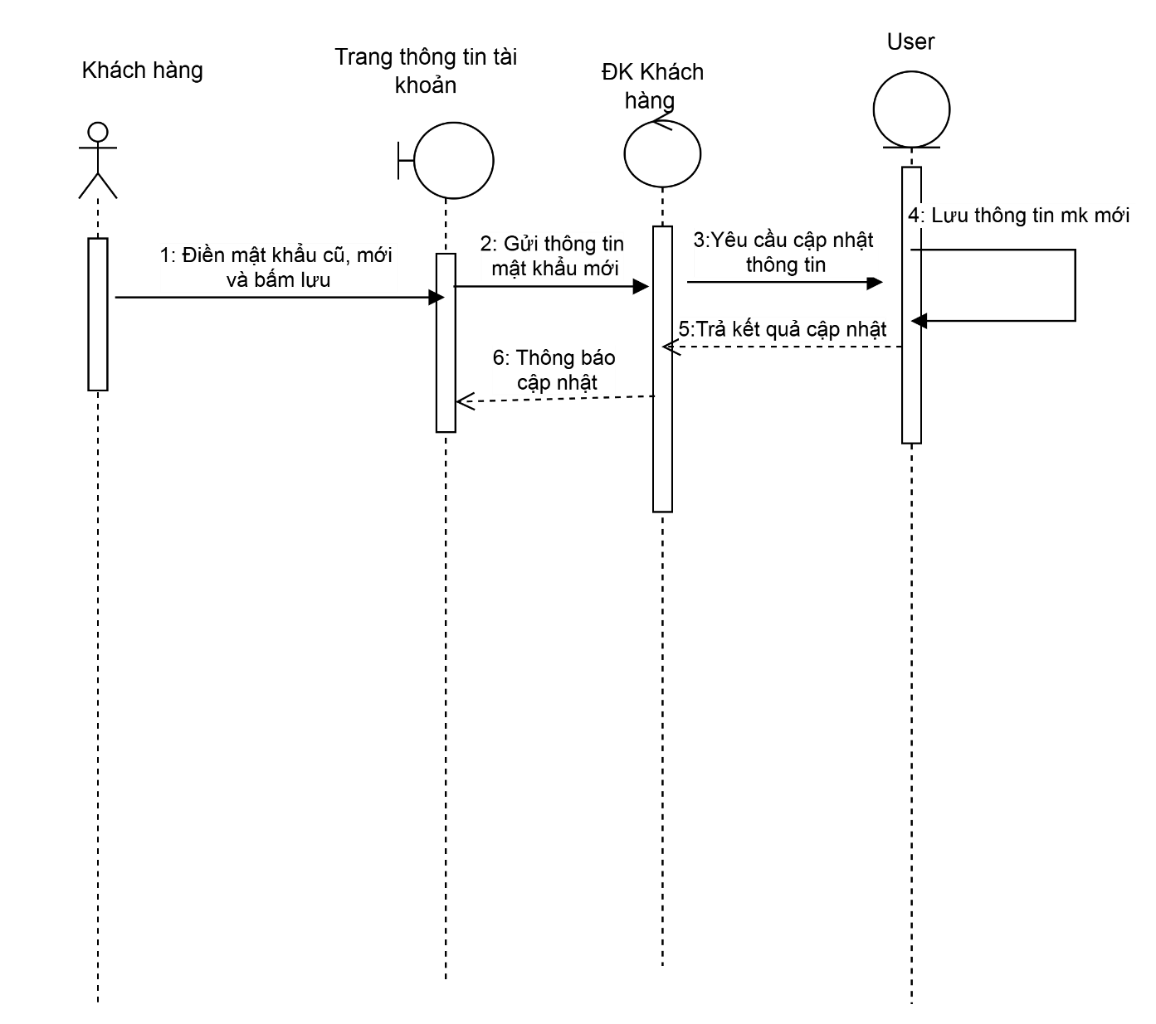 User
Trang thông tin tài
khoản
Khách hàng
ĐK Khách
hàng
4: Lưu thông tin mk mới
1: Điền mật khẩu cũ, mới
và bấm lưu
2: Gửi thông tin
mật khẩu mới
3:Yêu cầu cập nhật
thông tin
5:Trả kết quả cập nhật
6: Thông báo
cập nhật